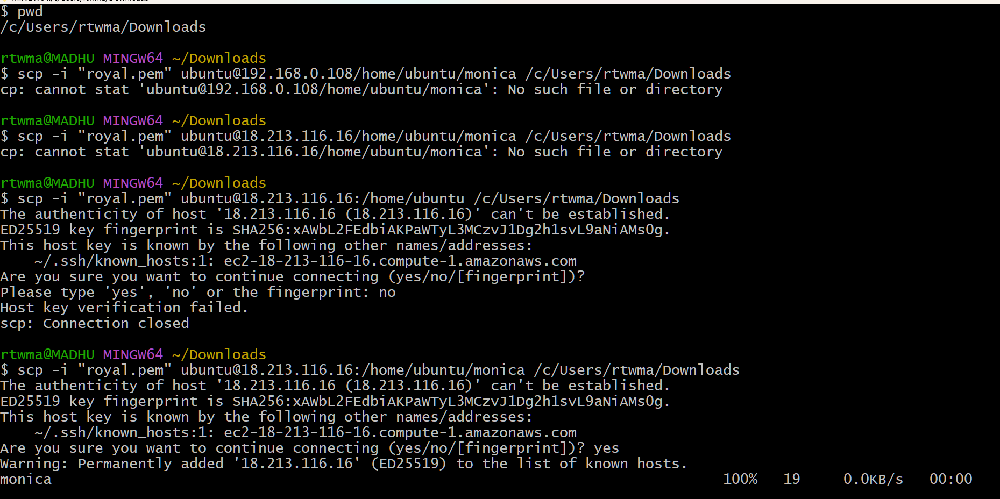 $ pwd
/c/Users/rtwma/Downloads
rtwma@MADHU MINGW64 ~/Downloads
$ scp -i "royal.pem" ubuntu@192.168.0.108/home/ubuntu/monica /c/Users/rtwma/Downloads
cp: cannot stat 'ubuntu@192.168.0.108/home/ubuntu/monica': No such file or directory
rtwma@MADHU MINGW64 ~/Downloads
$ scp -i "royal.pem" ubuntu@18.213.116.16/home/ubuntu/monica /c/Users/rtwma/Downloads
cp: cannot stat 'ubuntu@18.213.116.16/home/ubuntu/monica': No such file or directory
rtwma@MADHU MINGW64 ~/Downloads
$ scp -i "royal.pem" ubuntu@18.213.116.16:/home/ubuntu /c/Users/rtwma/Downloads
The authenticity of host '18.213.116.16 (18.213.116.16)' can't be established.
ED25519 key fingerprint is SHA256:xAWbL2FEdbiAKPaWTyL3MCzvJ1Dg2h1svL9aNiAMsOg.
This host key is known by the following other names/addresses:
    ~/.ssh/known_hosts:1: ec2-18-213-116-16.compute-1.amazonaws.com
Are you sure you want to continue connecting (yes/no/[fingerprint])?
Please type 'yes', 'no' or the fingerprint: no
Host key verification failed.
scp: Connection closed
rtwma@MADHU MINGW64 ~/Downloads
$ scp -i "royal.pem" ubuntu@18.213.116.16:/home/ubuntu/monica /c/Users/rtwma/Downloads
The authenticity of host '18.213.116.16 (18.213.116.16)' can't be established.
ED25519 key fingerprint is SHA256:xAWbL2FEdbiAKPaWTyL3MCzvJ1Dg2h1svL9aNiAMsOg.
This host key is known by the following other names/addresses:
    ~/.ssh/known_hosts:1: ec2-18-213-116-16.compute-1.amazonaws.com
Are you sure you want to continue connecting (yes/no/[fingerprint])? yes
Warning: Permanently added '18.213.116.16' (ED25519) to the list of known hosts.
monica 100% 19 0.0KB/s 00:00